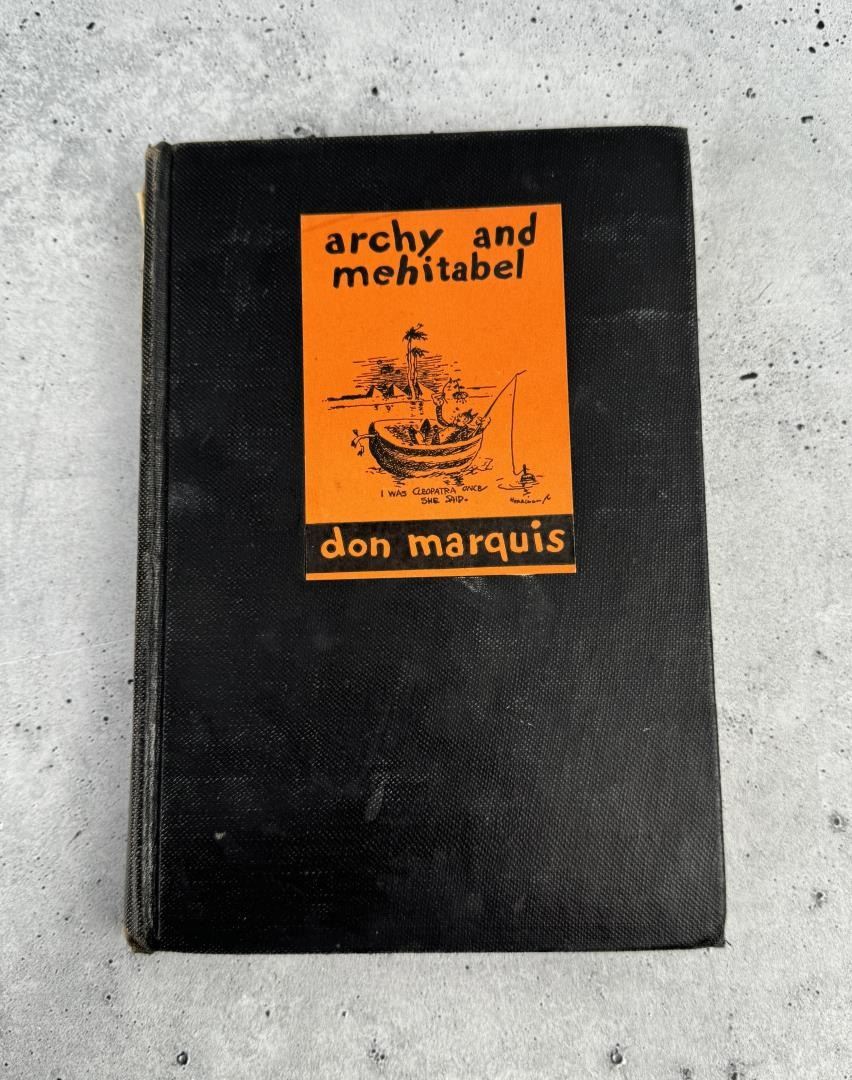 archy and
mehitabel
I WAS CLEOPATRA ONCE
SHE SAID-
don marquis